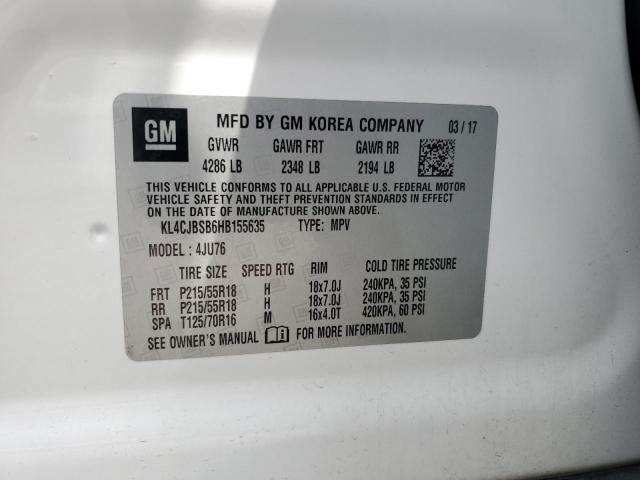 GM MFD BY GM KOREA COMPANY 03/17
GVWR GAWR FRT GAWR RR
4286 LB 2348 LB 2194 LB
THIS VEHICLE CONFORMS TO ALL APPLICABLE U.S. FEDERAL MOTOR
VEHICLE SAFETY AND THEFT PREVENTION STANDARDS IN EFFECT ON
THE DATE OF MANUFACTURE SHOWN ABOVE.
KL4CJBSB6HB155635 TYPE: MPV
MODEL: 4JU76
TIRE SIZE SPEED RTG RIM COLD TIRE PRESSURE
FRT P215/55R18 H 18x7.0J 240KPA, 35 PSI
RR P215/55R18 H 18x7.0J 240KPA, 35 PSI
SPA T125/70R16 M 16x4.0T 420KPA, 60 PSI
SEE OWNER'S MANUAL FOR MORE INFORMATION.